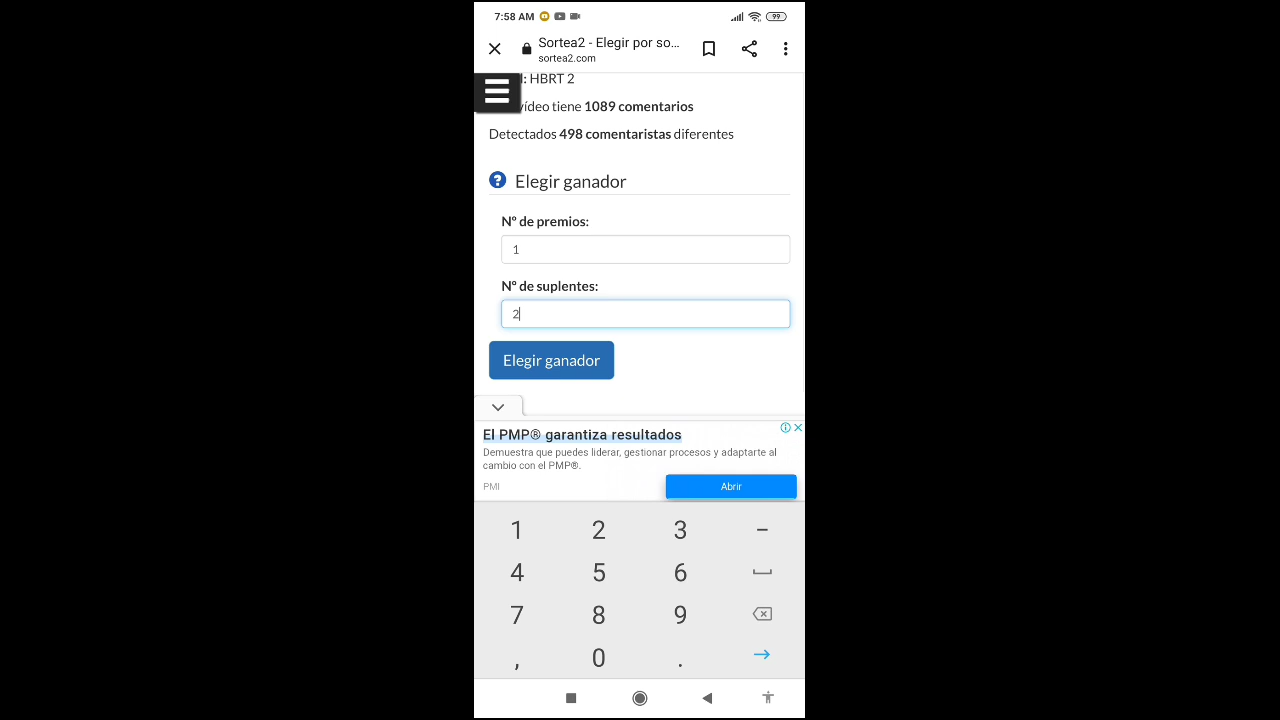 7:58 AM
99
Sortea2 - Elegir por so...
sortea2.com
d: HBRT 2
vídeo tiene 1089 comentarios
Detectados 498 comentaristas diferentes
Elegir ganador
Nº de premios:
1
Nº de suplentes:
2
Elegir ganador
El PMP® garantiza resultados
Demuestra que puedes liderar, gestionar procesos y adaptarte al
cambio con el PMP®.
PMI
Abrir
1 2 3 −
4 5 6
7 8 9
, 0 .